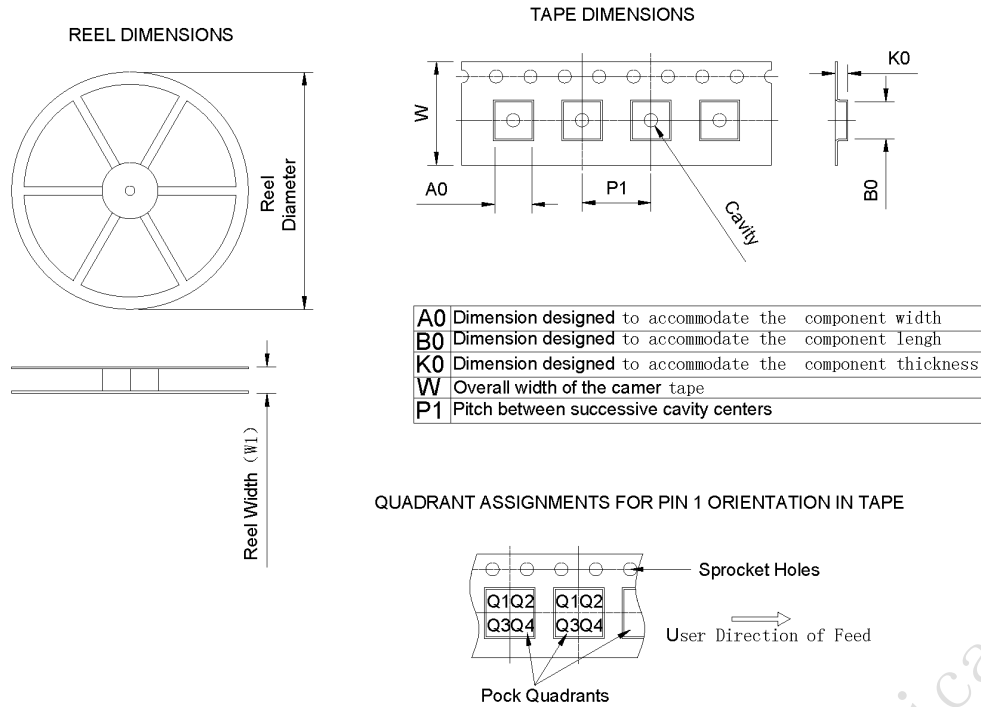 REEL DIMENSIONS
TAPE DIMENSIONS
Reel
Diameter
W
K0
A0
P1
B0
Cavity
A0 Dimension designed to accommodate the component width
B0 Dimension designed to accommodate the component lengh
K0 Dimension designed to accommodate the component thickness
W Overall width of the camer tape
P1 Pitch between successive cavity centers
Reel Width (W1)
QUADRANT ASSIGNMENTS FOR PIN 1 ORIENTATION IN TAPE
Sprocket Holes
Q1Q2 Q1Q2
Q3Q4 Q3Q4
User Direction of Feed
Pock Quadrants